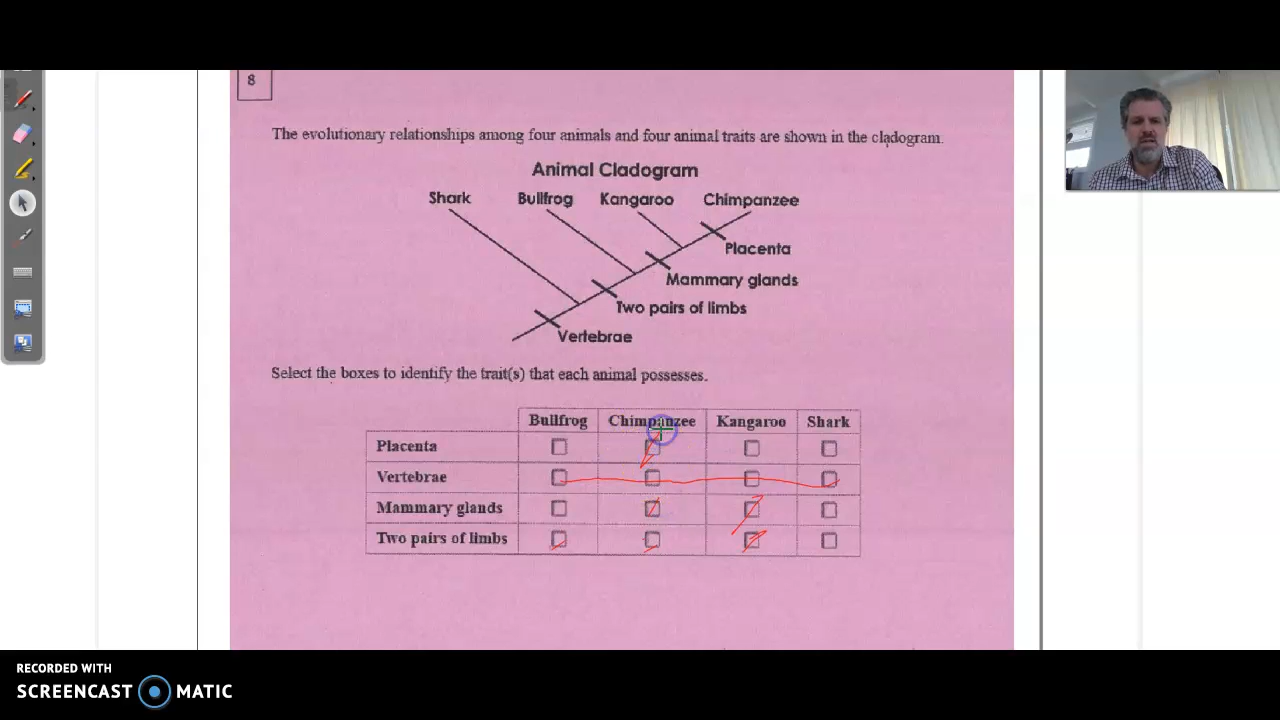 8
The evolutionary relationships among four animals and four animal traits are shown in the cladogram.
Animal Cladogram
Shark Bullfrog Kangaroo Chimpanzee
Placenta
Mammary glands
Two pairs of limbs
Vertebrae
Select the boxes to identify the trait(s) that each animal possesses.
Bullfrog Chimpanzee Kangaroo Shark
Placenta
Vertebrae
Mammary glands
Two pairs of limbs
RECORDED WITH
SCREENCAST MATIC